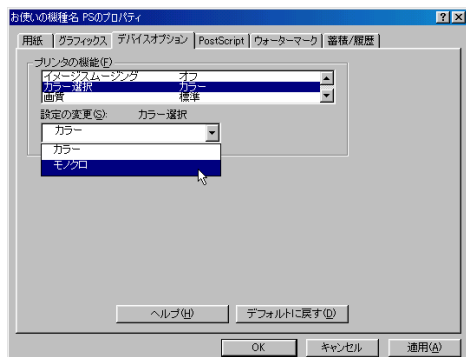 お使いの機種名 PSのプロパティ
用紙 グラフィックス デバイスオプション PostScript ウォーターマーク 蓄積/履歴
プリンタの機能(F)
イメージスムージング オフ
カラー選択 カラー
画質 標準
設定の変更(S): カラー選択
カラー
カラー
モノクロ
ヘルプ(H) デフォルトに戻す(D)
OK キャンセル 適用(A)